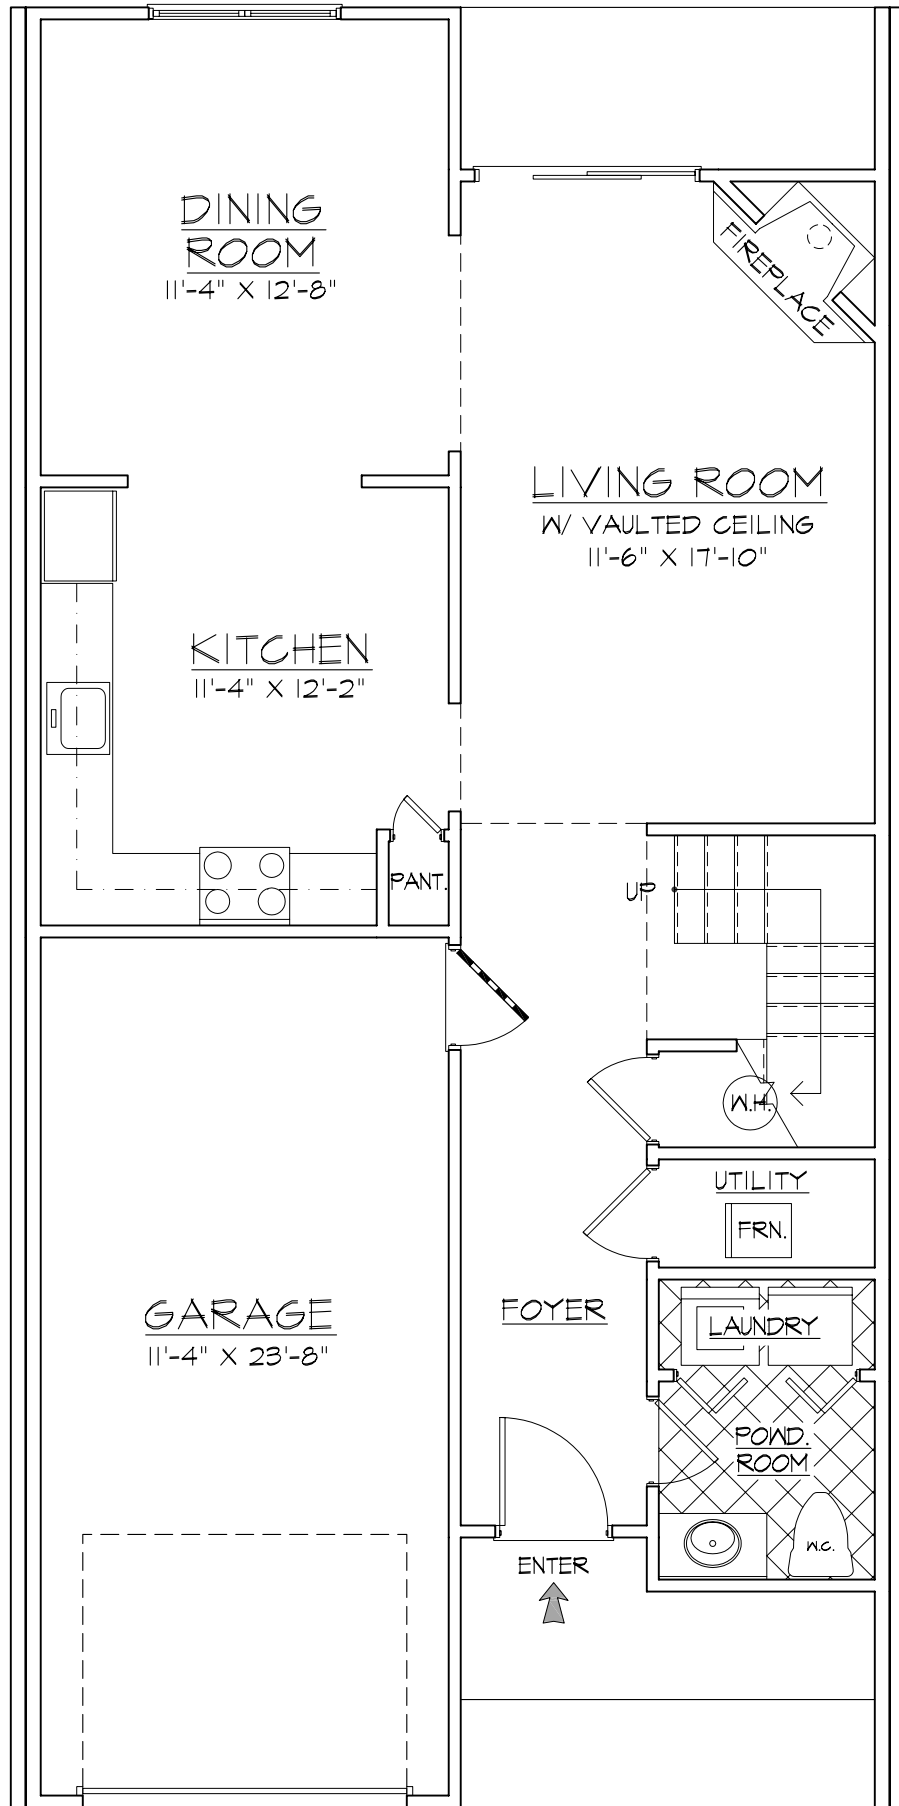 DINING
ROOM
11'-4" X 12'-8"
FIREPLACE
LIVING ROOM
W/ VAULTED CEILING
11'-6" X 17'-10"
KITCHEN
11'-4" X 12'-2"
PANT.
UP
W.H.
UTILITY
FRN.
GARAGE
11'-4" X 23'-8"
FOYER
LAUNDRY
POWD.
ROOM
W.C.
ENTER